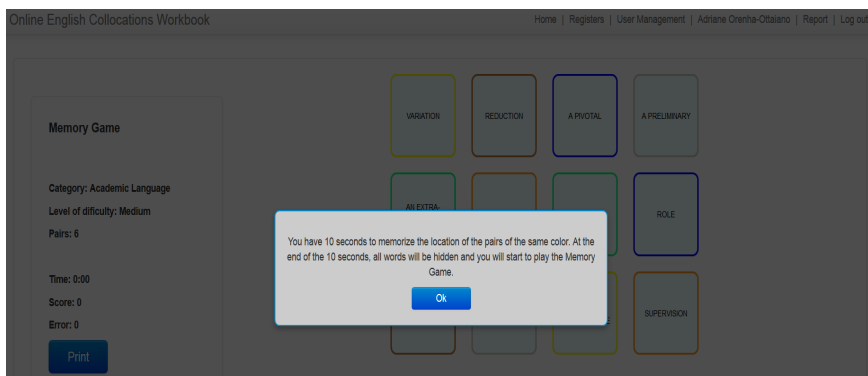 Online English Collocations Workbook
Home | Registers | User Management | Adriane Orenha-Ottaiano | Report | Log out
Memory Game
Category: Academic Language
Level of dificulty: Medium
Pairs: 6
Time: 0:00
Score: 0
Error: 0
Print
VARIATION
REDUCTION
A PIVOTAL
A PRELIMINARY
AN EXTRA-
ROLE
SUPERVISION
You have 10 seconds to memorize the location of the pairs of the same color. At the
end of the 10 seconds, all words will be hidden and you will start to play the Memory
Game.
Ok